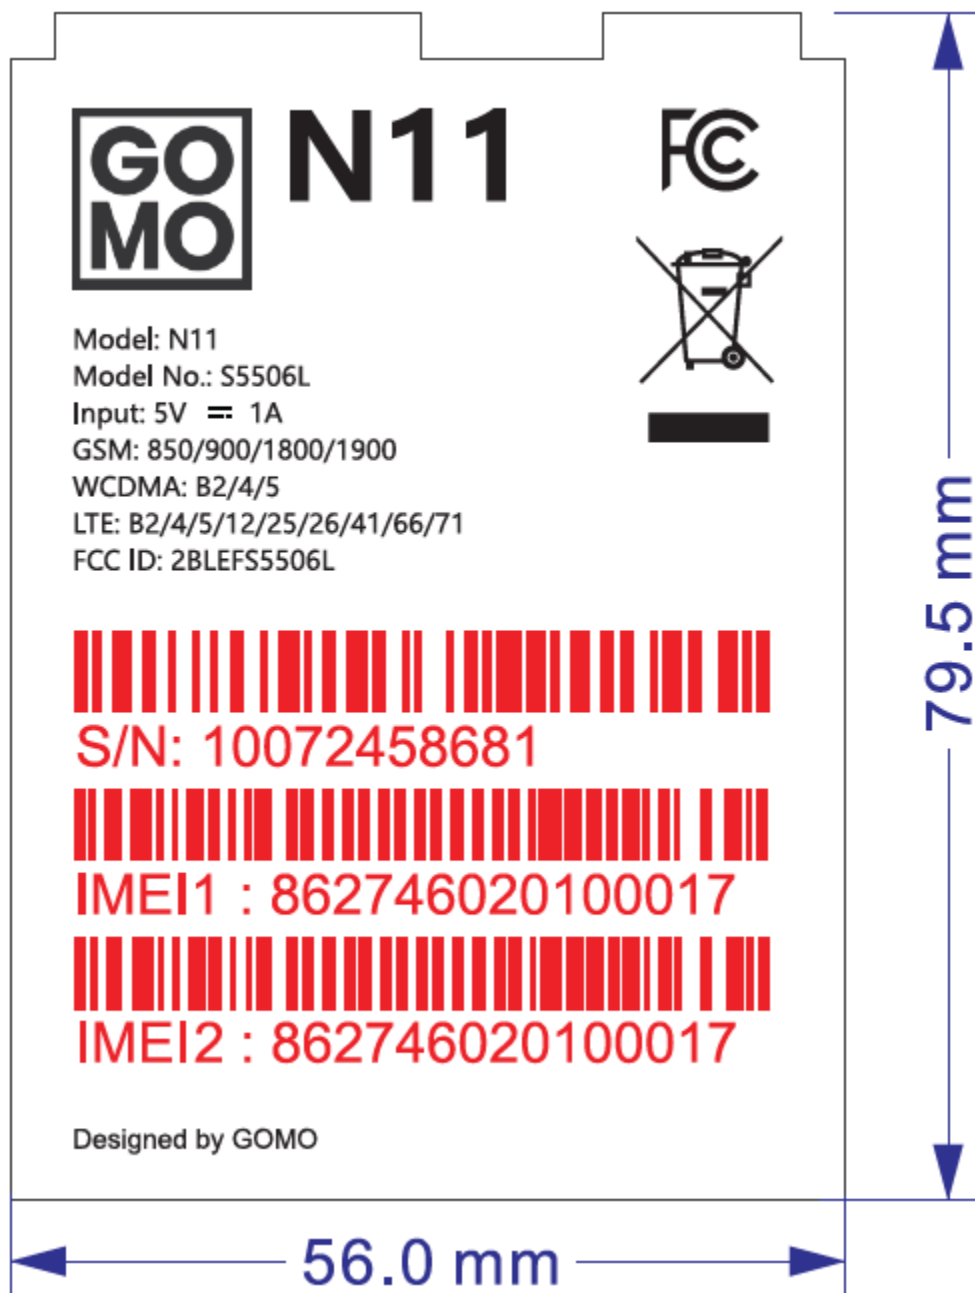 GO
MO
N11
FC
Model: N11
Model No.: S5506L
Input: 5V ⎓ 1A
GSM: 850/900/1800/1900
WCDMA: B2/4/5
LTE: B2/4/5/12/25/26/41/66/71
FCC ID: 2BLEFS5506L
S/N: 10072458681
IMEI1 : 862746020100017
IMEI2 : 862746020100017
Designed by GOMO
79.5 mm
56.0 mm